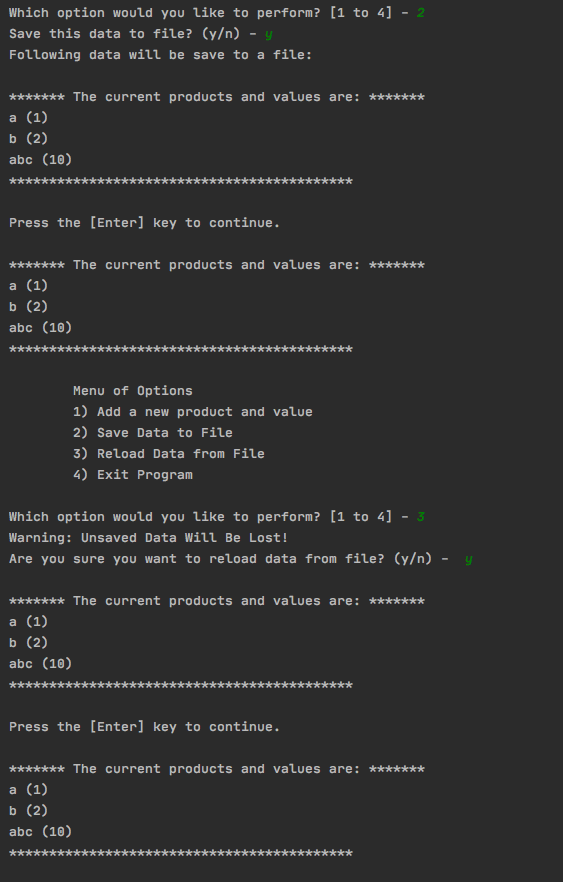 Which option would you like to perform? [1 to 4] - 2
Save this data to file? (y/n) - y
Following data will be save to a file:
******* The current products and values are: *******
a (1)
b (2)
abc (10)
*******************************************
Press the [Enter] key to continue.
******* The current products and values are: *******
a (1)
b (2)
abc (10)
*******************************************
Menu of Options
1) Add a new product and value
2) Save Data to File
3) Reload Data from File
4) Exit Program
Which option would you like to perform? [1 to 4] - 3
Warning: Unsaved Data Will Be Lost!
Are you sure you want to reload data from file? (y/n) -  y
******* The current products and values are: *******
a (1)
b (2)
abc (10)
*******************************************
Press the [Enter] key to continue.
******* The current products and values are: *******
a (1)
b (2)
abc (10)
*******************************************